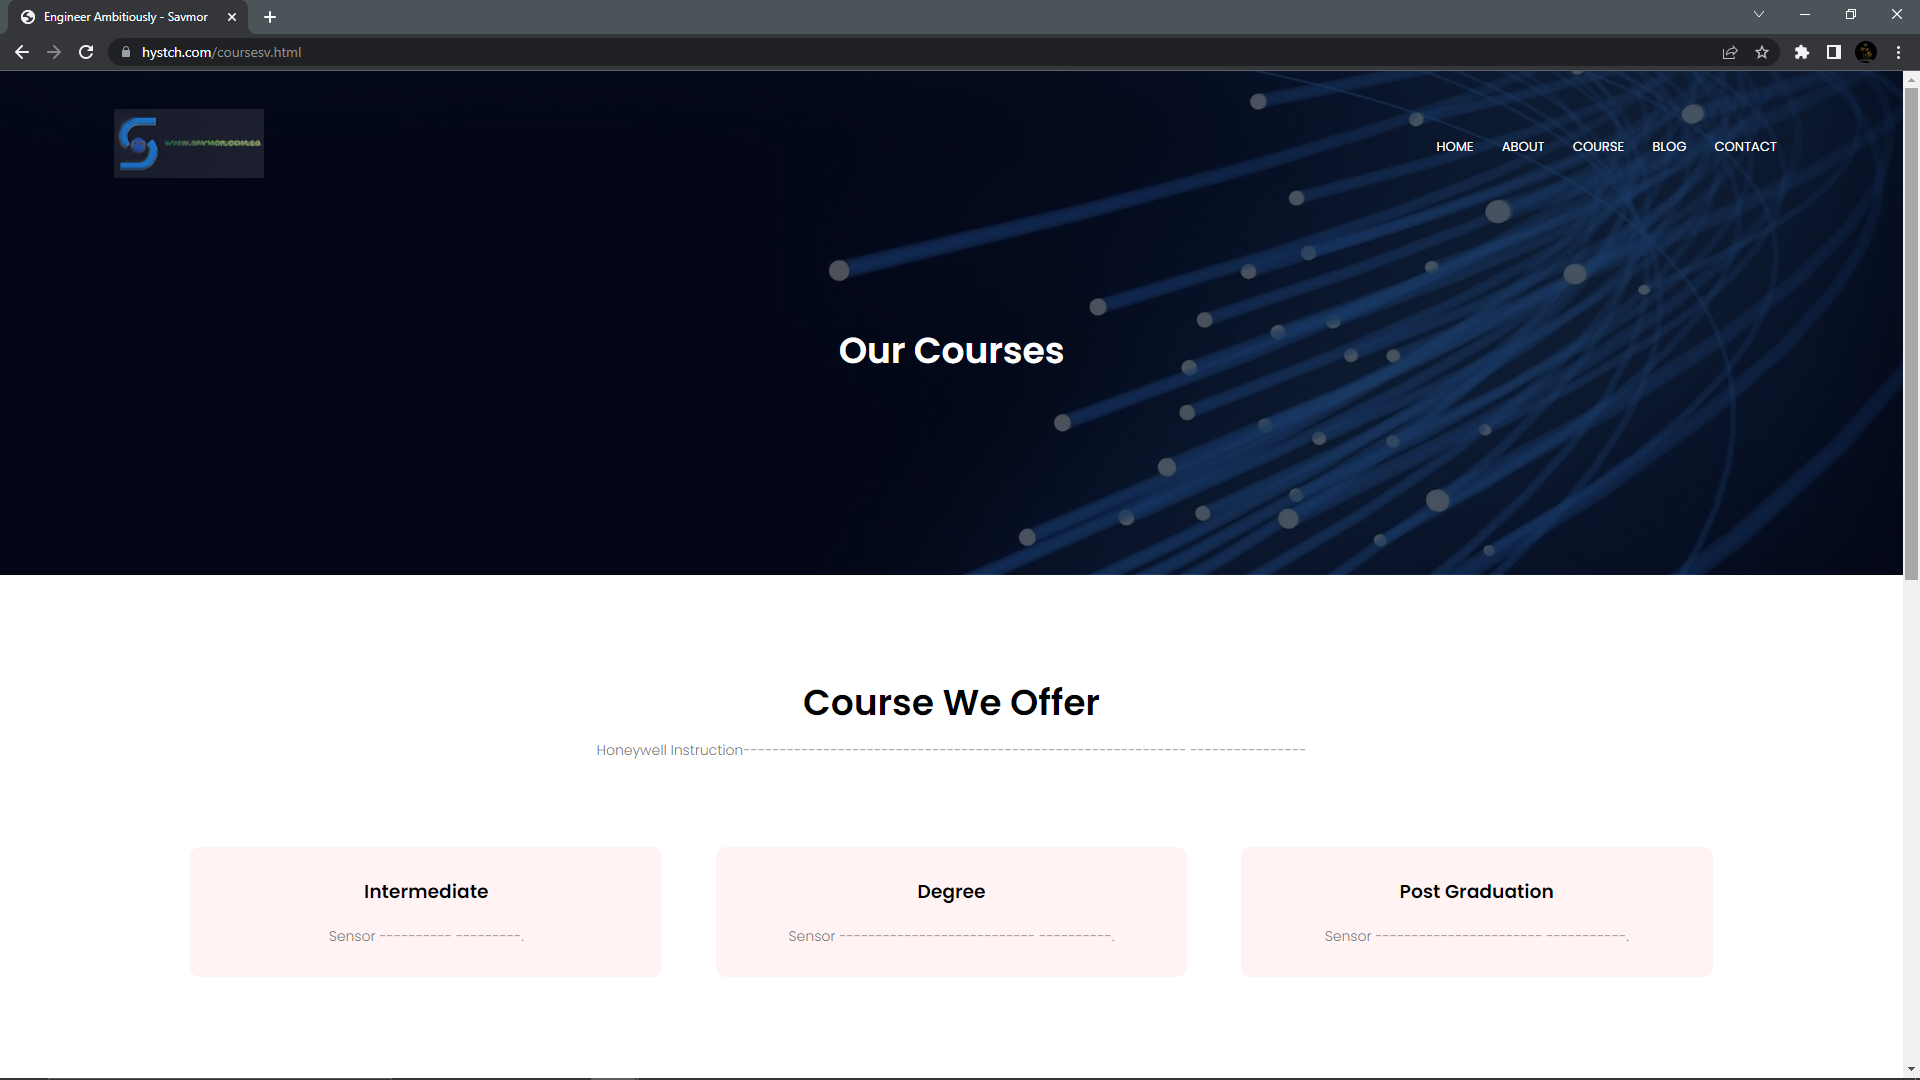 Engineer Ambitiously - Savmor
hystch.com/coursesv.html
WWW.SAVMOR.COM.SG
HOME ABOUT COURSE BLOG CONTACT
Our Courses
Course We Offer
Honeywell Instruction------------------------------------------------------------- ----------------
Intermediate
Sensor ---------- ---------.
Degree
Sensor --------------------------- ----------.
Post Graduation
Sensor ----------------------- -----------.